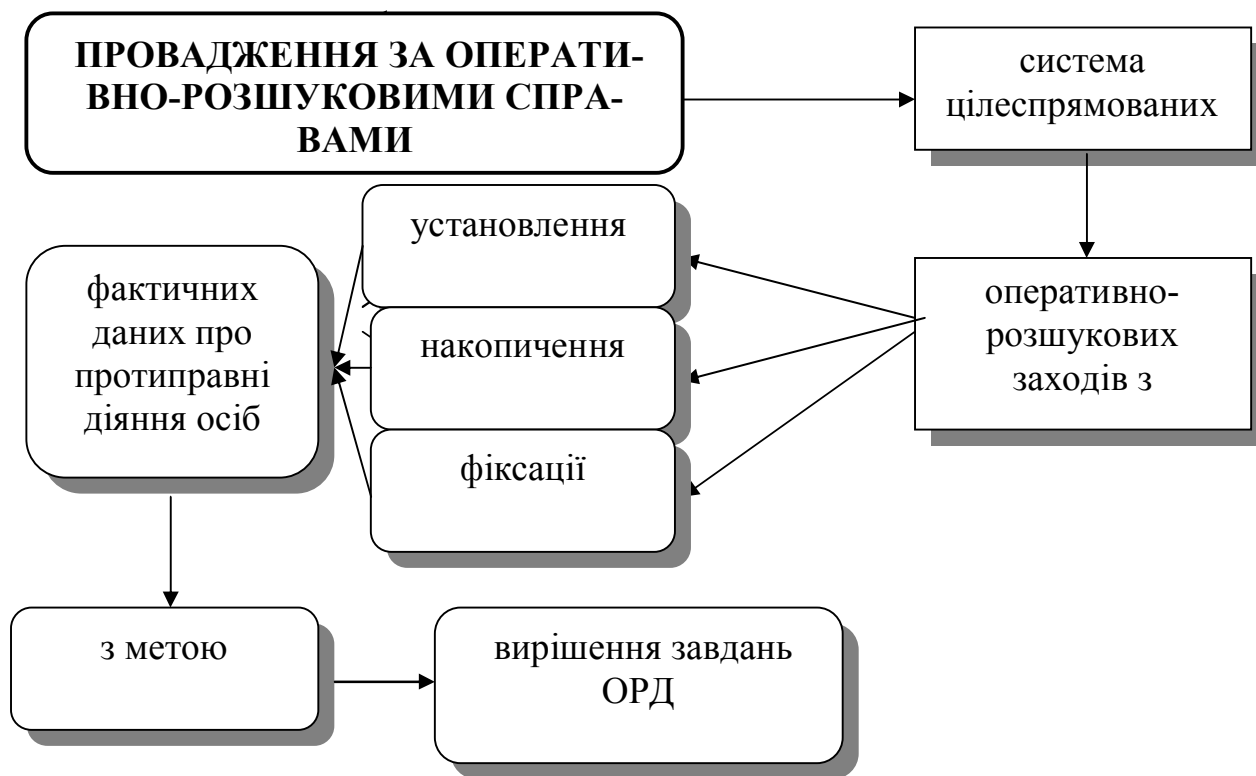 ПРОВАДЖЕННЯ ЗА ОПЕРАТИ-
ВНО-РОЗШУКОВИМИ СПРА-
ВАМИ
система
цілеспрямованих
оперативно-
розшукових
заходів з
установлення
накопичення
фіксації
фактичних
даних про
протиправні
діяння осіб
з метою
вирішення завдань
ОРД